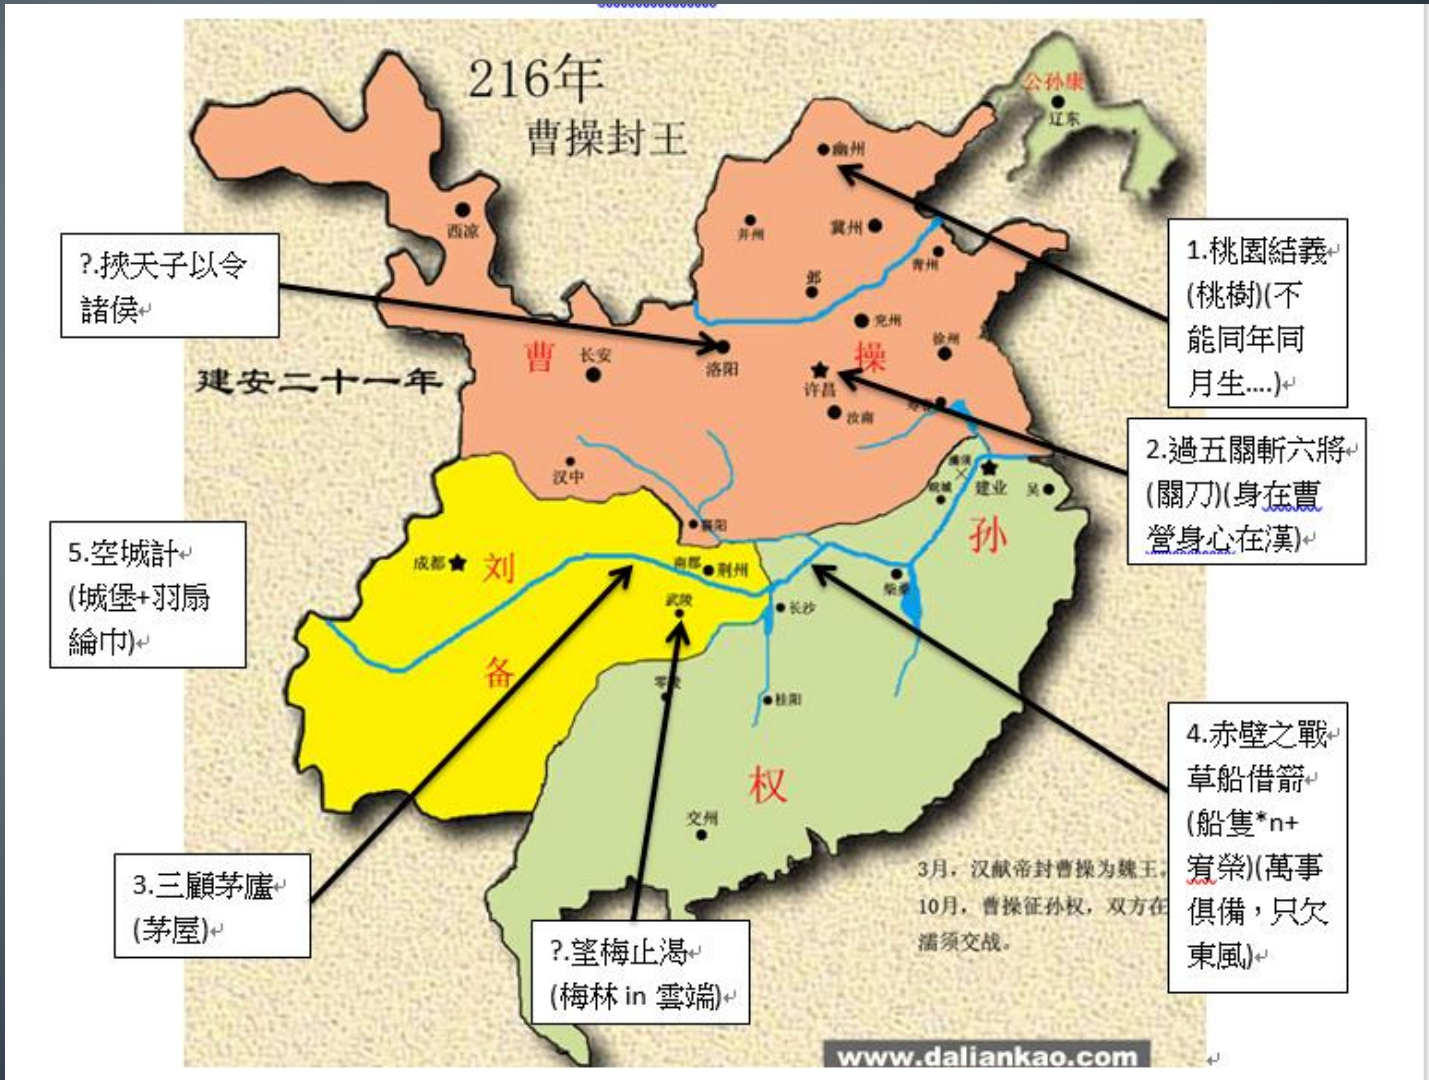 216年
曹操封王
公孙康
辽东
幽州
西凉
并州
冀州
青州
?.挾天子以令
諸侯
1.桃園結義
(桃樹)(不
能同年同
月生....)
邺
兖州
徐州
曹
操
长安
洛阳
建安二十一年
许昌
汝南
2.過五關斬六將
(關刀)(身在曹
營身心在漢)
汉中
濡须
皖城
建业
吴
襄阳
孙
5.空城計
(城堡+羽扇
綸巾)
成都
刘
南郡
荆州
柴桑
武陵
长沙
备
零陵
桂阳
权
4.赤壁之戰
草船借箭
(船隻*n+
宥榮)(萬事
俱備，只欠
東風)
交州
3.三顧茅廬
(茅屋)
?.望梅止渴
(梅林 in 雲端)
3月，汉献帝封曹操为魏王。
10月，曹操征孙权，双方在
濡须交战。
www.daliankao.com